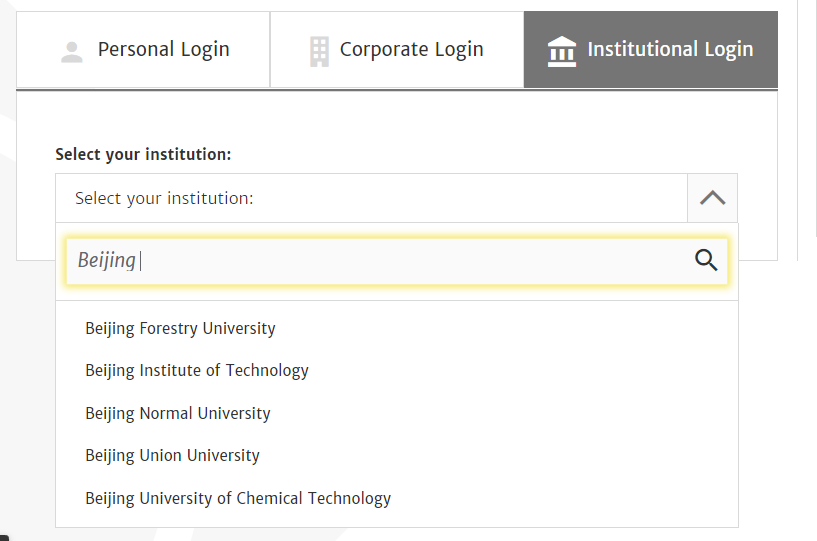 Personal Login
Corporate Login
Institutional Login
Select your institution:
Select your institution:
Beijing
Beijing Forestry University
Beijing Institute of Technology
Beijing Normal University
Beijing Union University
Beijing University of Chemical Technology